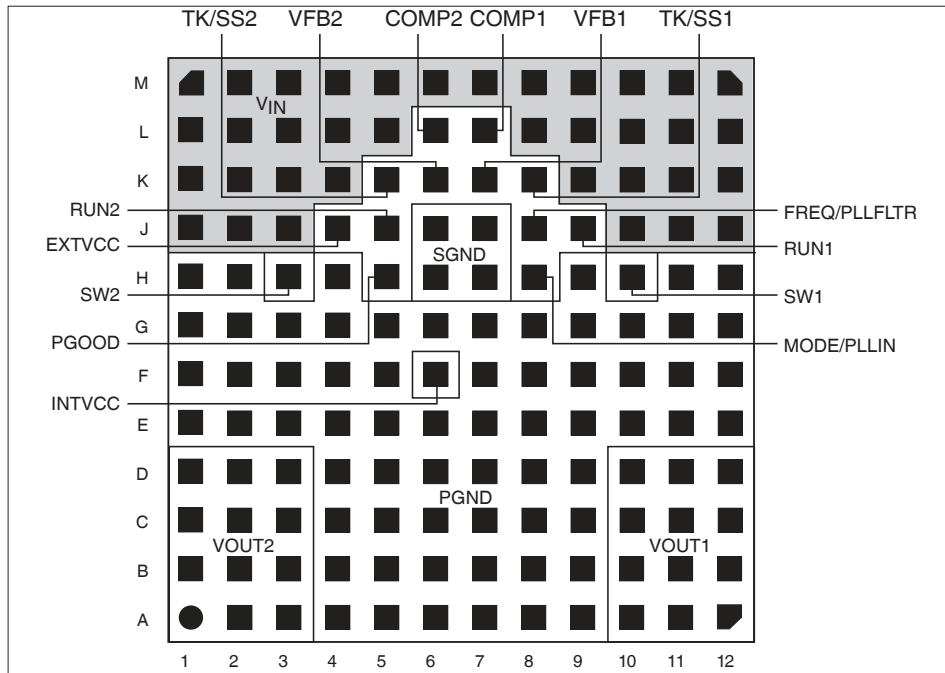 TK/SS2 VFB2 COMP2 COMP1 VFB1 TK/SS1
M
VIN
L
K
RUN2
J
FREQ/PLLFLTR
EXTVCC
SGND
RUN1
H
SW2
SW1
G
PGOOD
MODE/PLLIN
F
INTVCC
E
D
PGND
C
VOUT2
VOUT1
B
A
1 2 3 4 5 6 7 8 9 10 11 12